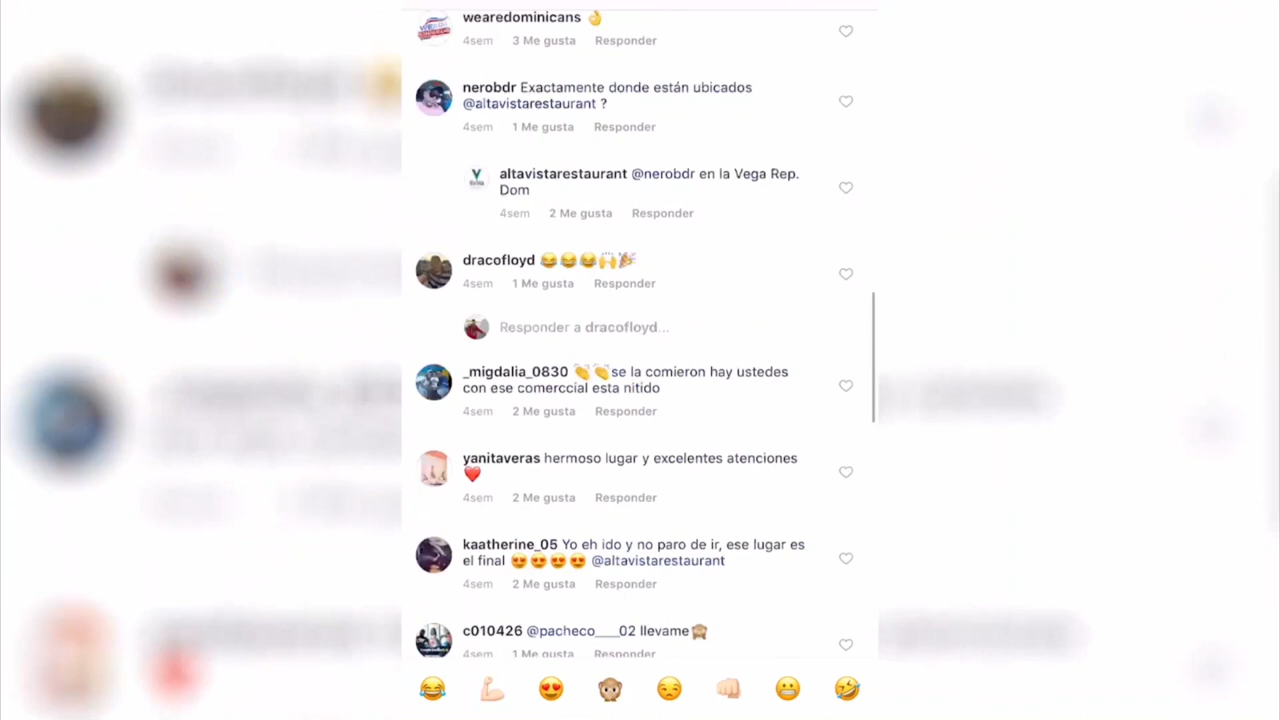 wearedominicans 👌
4sem 3 Me gusta Responder
nerobdr Exactamente donde están ubicados
@altavistarestaurant ?
4sem 1 Me gusta Responder
altavistarestaurant @nerobdr en la Vega Rep.
Dom
4sem 2 Me gusta Responder
dracofloyd 😂😂😂🙌🎉
4sem 1 Me gusta Responder
Responder a dracofloyd...
_migdalia_0830 👏👏se la comieron hay ustedes
con ese comerccial esta nitido
4sem 2 Me gusta Responder
yanitaveras hermoso lugar y excelentes atenciones
❤️
4sem 2 Me gusta Responder
kaatherine_05 Yo eh ido y no paro de ir, ese lugar es
el final 😍😍😍😍 @altavistarestaurant
4sem 2 Me gusta Responder
c010426 @pacheco___02 llevame🙈
4sem 1 Me gusta Responder